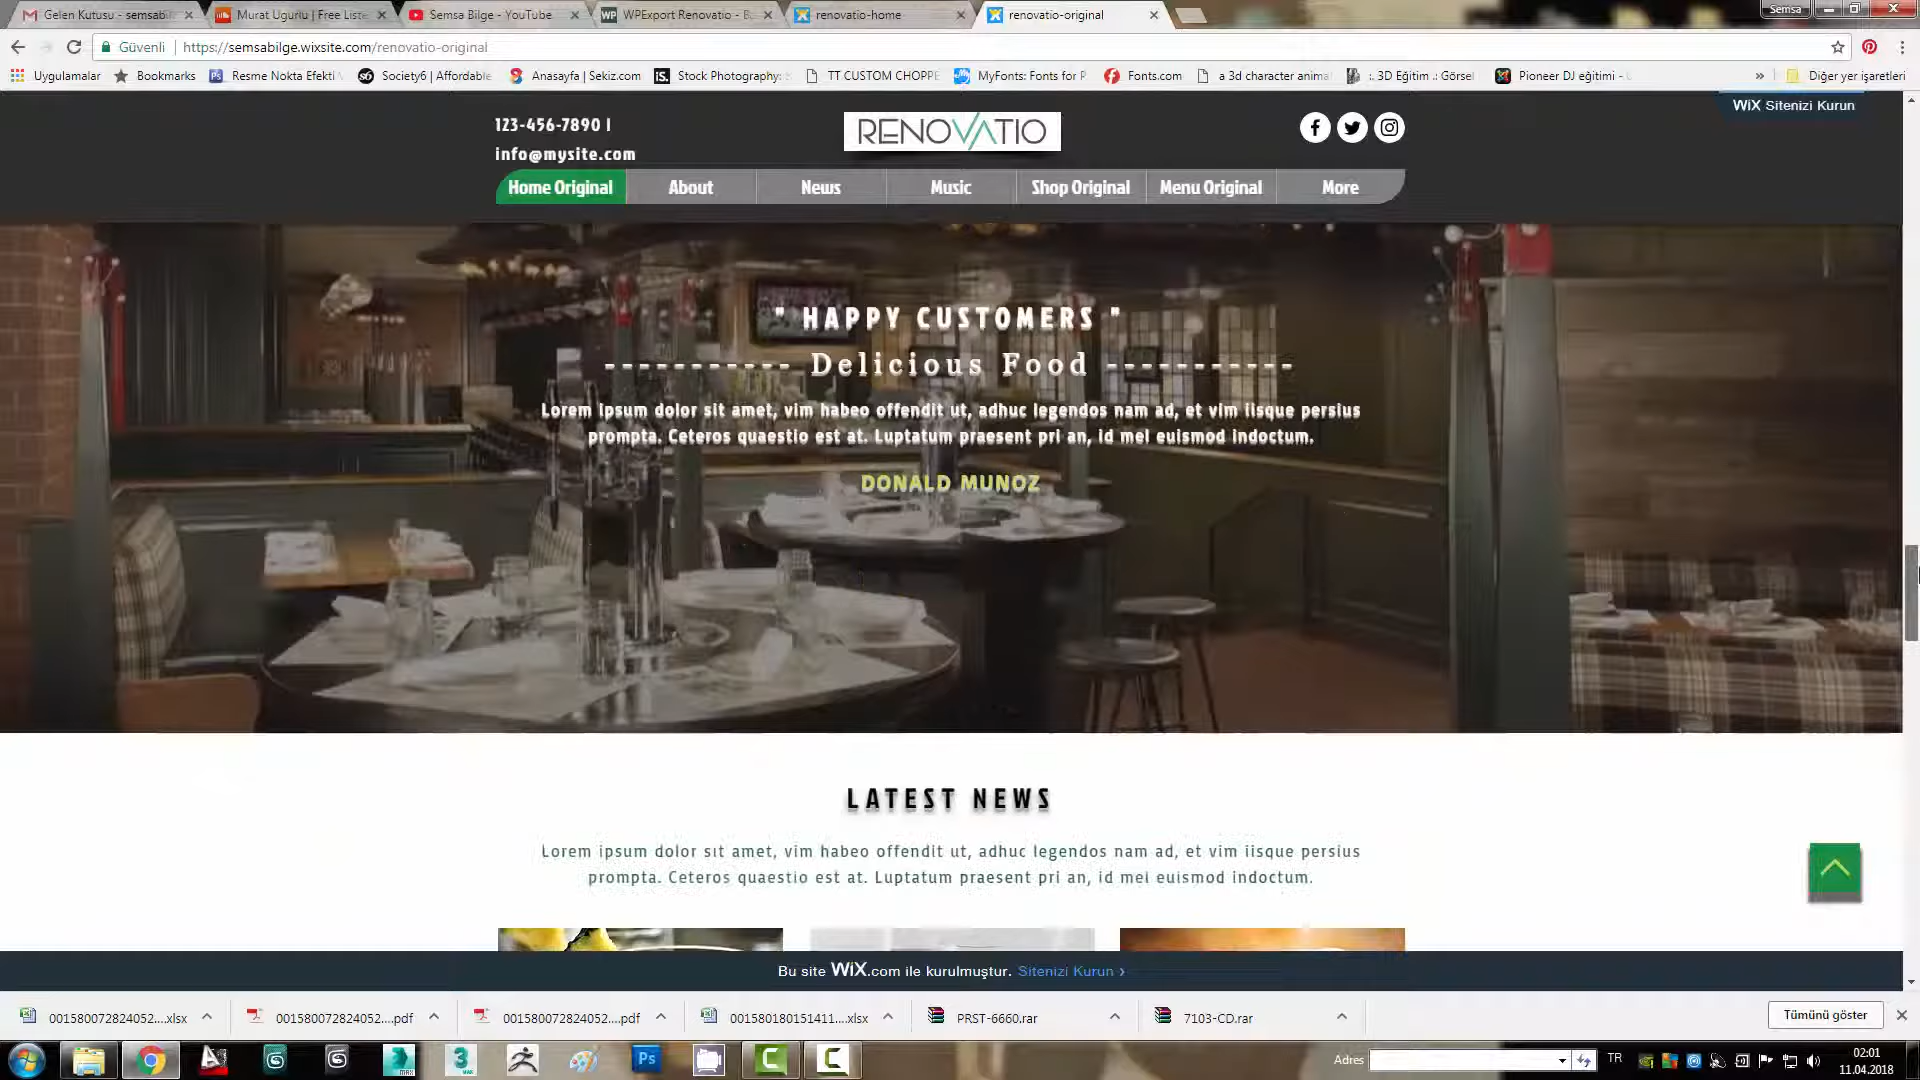 Gelen Kutusu - semsabil
Murat Ugurlu | Free Liste
Semsa Bilge - YouTube
WPExport Renovatio - B
renovatio-home
renovatio-original
Semsa
Güvenli
https://semsabilge.wixsite.com/renovatio-original
Uygulamalar
Bookmarks
Resme Nokta Efekti
Society6 | Affordable
Anasayfa | Sekiz.com
Stock Photography:
TT CUSTOM CHOPPE
MyFonts: Fonts for P
Fonts.com
a 3d character anima
:. 3D Eğitim .: Görsel
Pioneer DJ eğitimi -
»
Diğer yer işaretleri
WiX Sitenizi Kurun
123-456-7890 |
info@mysite.com
RENOVATIO
Home Original
About
News
Music
Shop Original
Menu Original
More
" HAPPY CUSTOMERS "
----------- Delicious Food -----------
Lorem ipsum dolor sit amet, vim habeo offendit ut, adhuc legendos nam ad, et vim iisque persius
prompta. Ceteros quaestio est at. Luptatum praesent pri an, id mei euismod indoctum.
DONALD MUNOZ
LATEST NEWS
Lorem ipsum dolor sit amet, vim habeo offendit ut, adhuc legendos nam ad, et vim iisque persius
prompta. Ceteros quaestio est at. Luptatum praesent pri an, id mei euismod indoctum.
Bu site WiX.com ile kurulmuştur. Sitenizi Kurun ›
001580072824052....xlsx
001580072824052....pdf
001580072824052....pdf
001580180151411....xlsx
PRST-6660.rar
7103-CD.rar
Tümünü göster
Adres
TR
02:01
11.04.2018